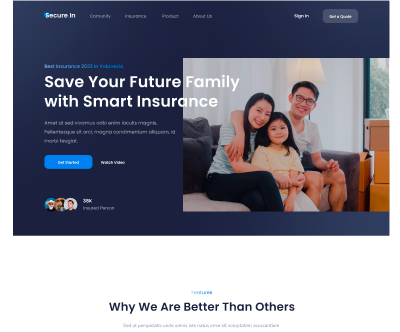 Secure In
Comunity
Insurance
Product
About Us
Sign in
Get a Quote
Best Insurance 2022 in Indonesia
Save Your Future Family
with Smart Insurance
Amet at sed vivamus odio enim iaculis magnis.
Pellentesque sit orci, magna condimentum aliquam, id
morbi feugiat.
Get Started
Watch Video
38K
Insured Person
Features
Why We Are Better Than Others
Sed ut perspiciatis unde omnis iste natus error sit voluptatem accusantium